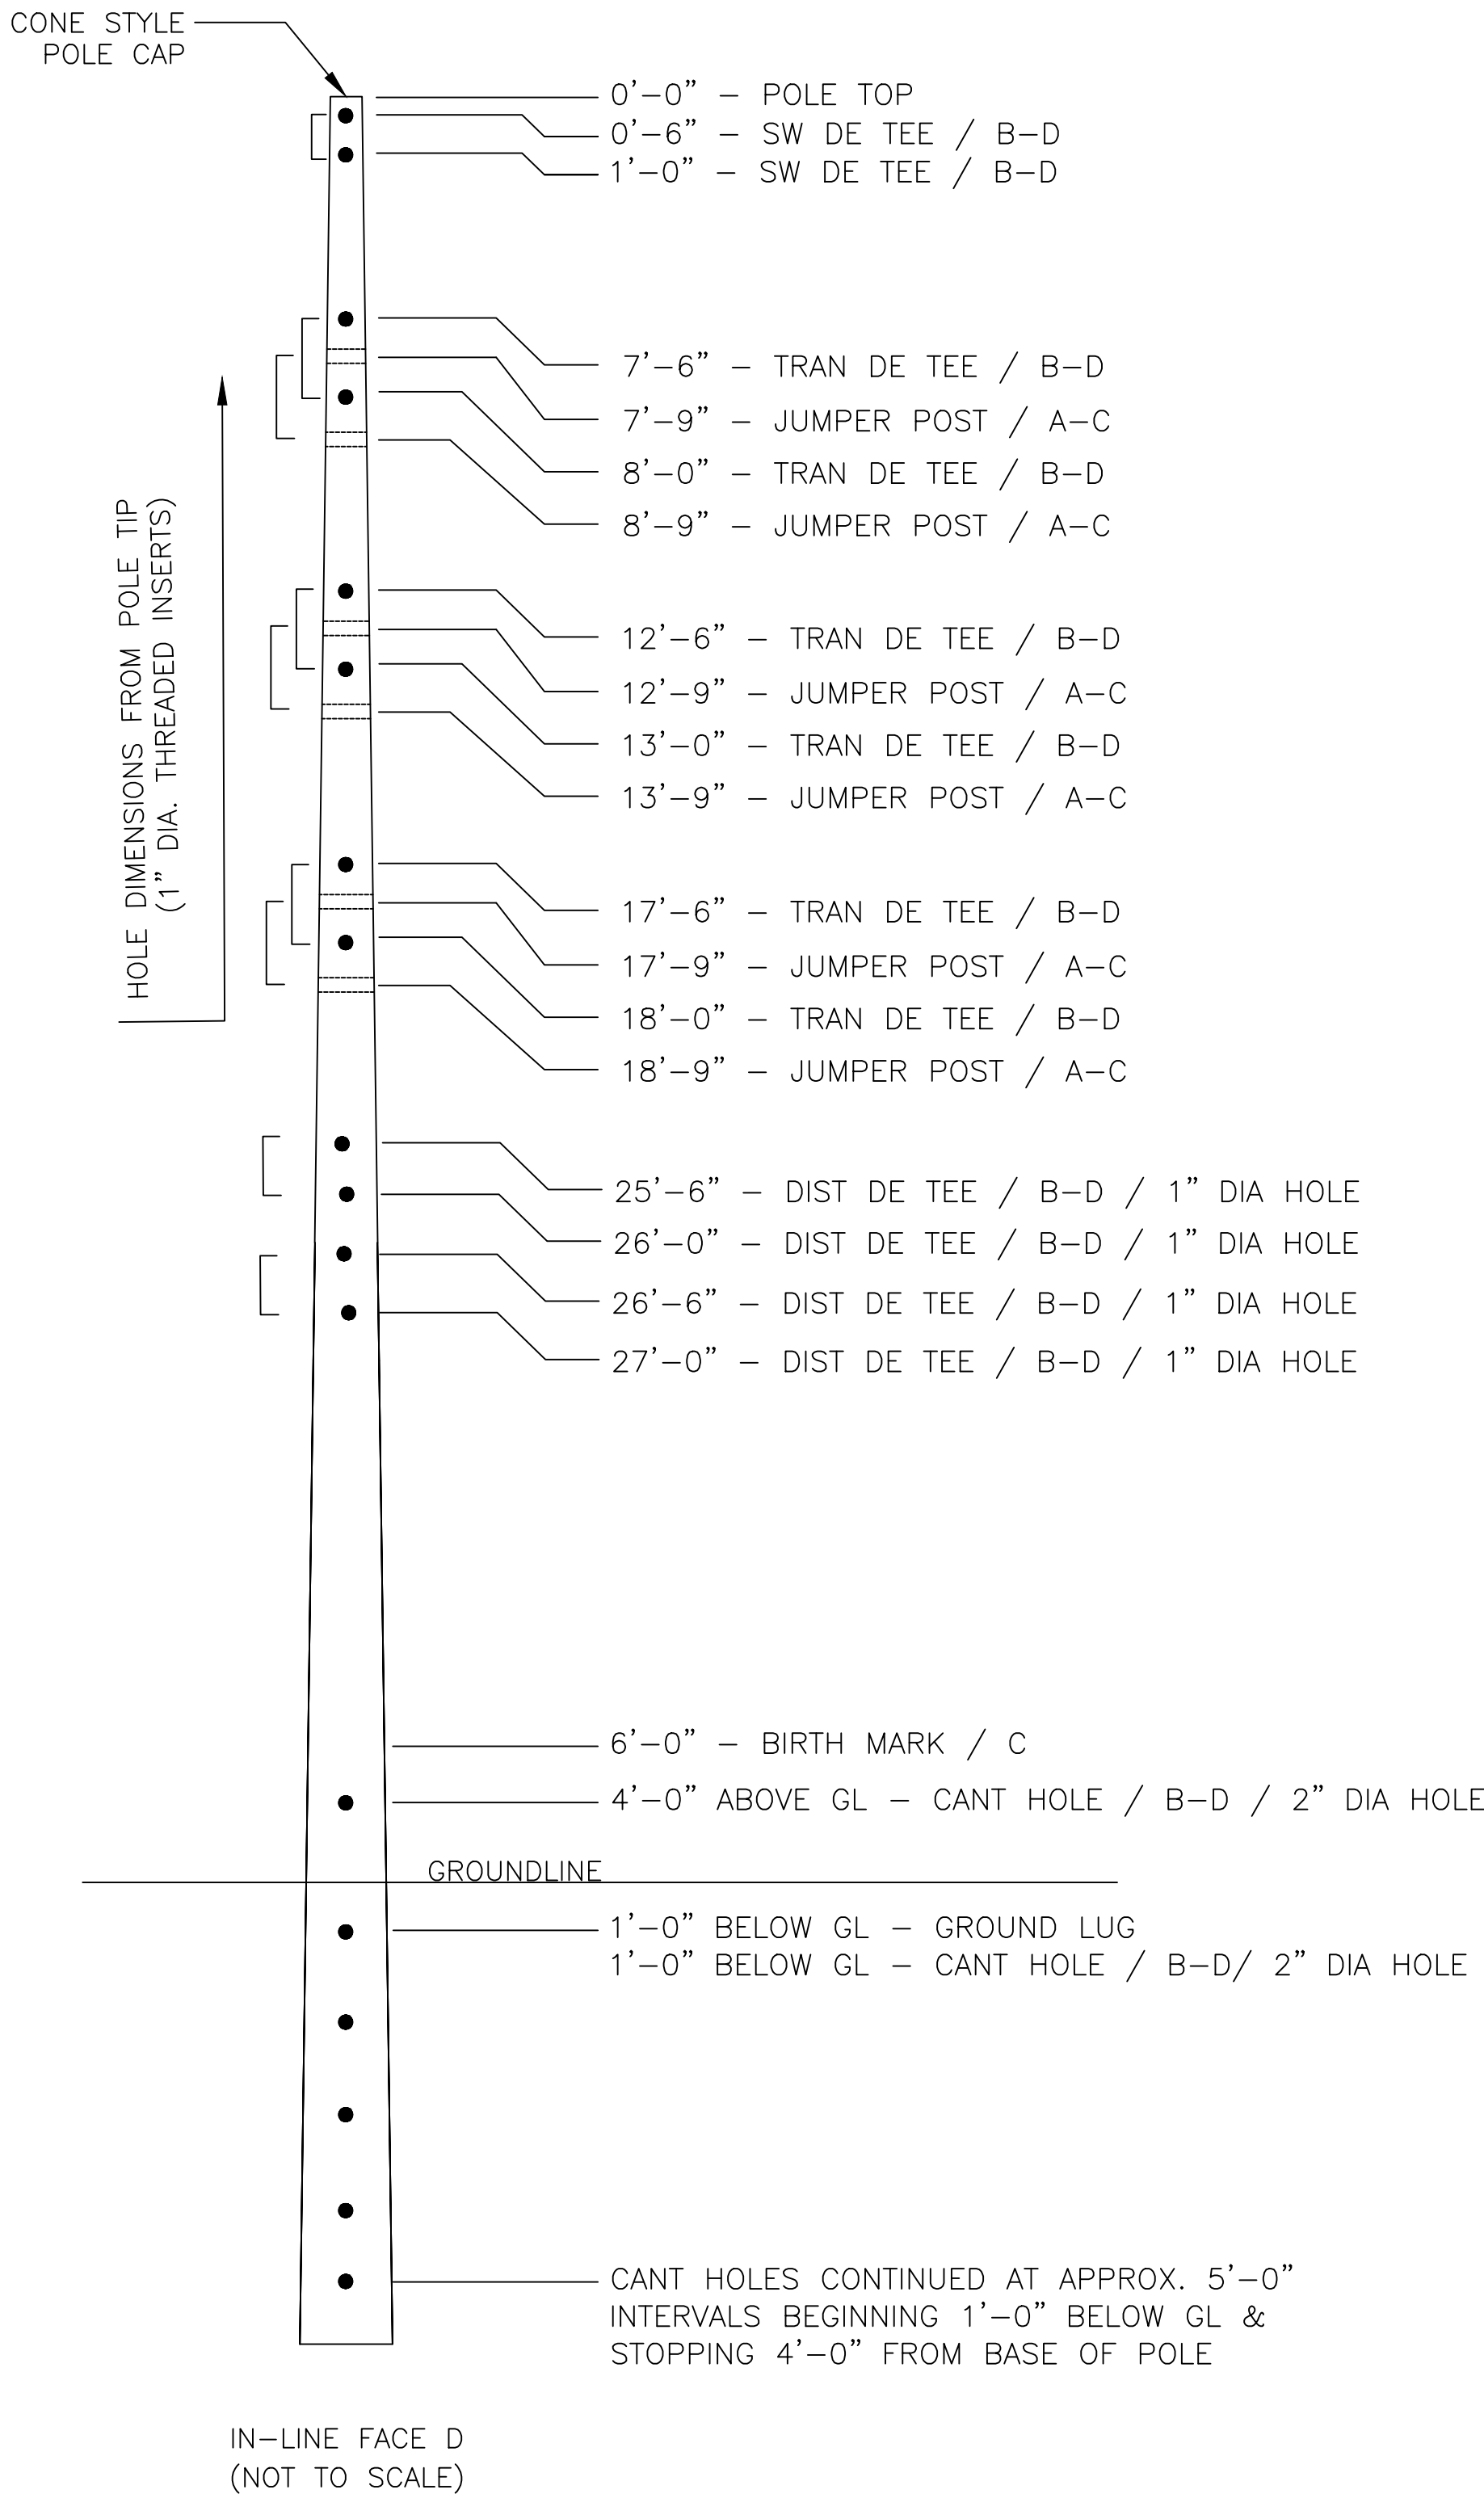 CONE STYLE
POLE CAP
0'-0" - POLE TOP
0'-6" - SW DE TEE / B-D
1'-0" - SW DE TEE / B-D
7'-6" - TRAN DE TEE / B-D
7'-9" - JUMPER POST / A-C
8'-0" - TRAN DE TEE / B-D
8'-9" - JUMPER POST / A-C
HOLE DIMENSIONS FROM POLE TIP
(1" DIA. THREADED INSERTS)
12'-6" - TRAN DE TEE / B-D
12'-9" - JUMPER POST / A-C
13'-0" - TRAN DE TEE / B-D
13'-9" - JUMPER POST / A-C
17'-6" - TRAN DE TEE / B-D
17'-9" - JUMPER POST / A-C
18'-0" - TRAN DE TEE / B-D
18'-9" - JUMPER POST / A-C
25'-6" - DIST DE TEE / B-D / 1" DIA HOLE
26'-0" - DIST DE TEE / B-D / 1" DIA HOLE
26'-6" - DIST DE TEE / B-D / 1" DIA HOLE
27'-0" - DIST DE TEE / B-D / 1" DIA HOLE
6'-0" - BIRTH MARK / C
4'-0" ABOVE GL - CANT HOLE / B-D / 2" DIA HOLE
GROUNDLINE
1'-0" BELOW GL - GROUND LUG
1'-0" BELOW GL - CANT HOLE / B-D/ 2" DIA HOLE
CANT HOLES CONTINUED AT APPROX. 5'-0"
INTERVALS BEGINNING 1'-0" BELOW GL &
STOPPING 4'-0" FROM BASE OF POLE
IN-LINE FACE D
(NOT TO SCALE)